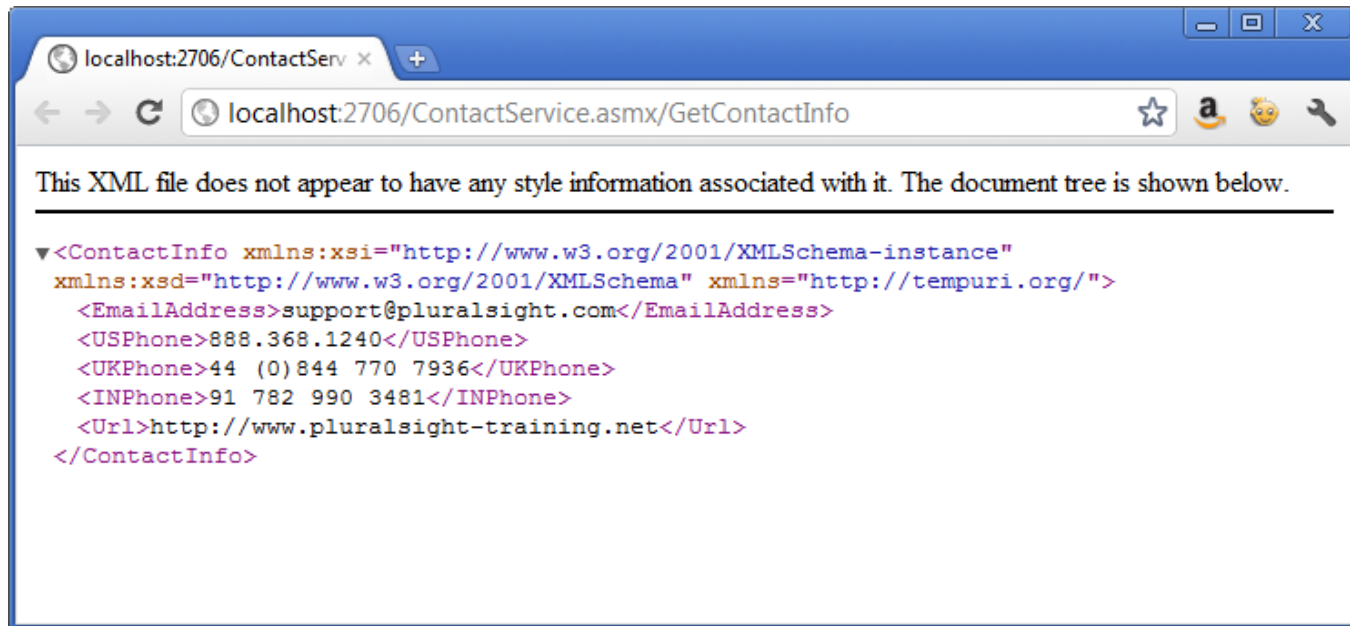 localhost:2706/ContactServ
localhost:2706/ContactService.asmx/GetContactInfo
This XML file does not appear to have any style information associated with it. The document tree is shown below.
▼<ContactInfo xmlns:xsi="http://www.w3.org/2001/XMLSchema-instance"
xmlns:xsd="http://www.w3.org/2001/XMLSchema" xmlns="http://tempuri.org/">
<EmailAddress>support@pluralsight.com</EmailAddress>
<USPhone>888.368.1240</USPhone>
<UKPhone>44 (0)844 770 7936</UKPhone>
<INPhone>91 782 990 3481</INPhone>
<Url>http://www.pluralsight-training.net</Url>
</ContactInfo>